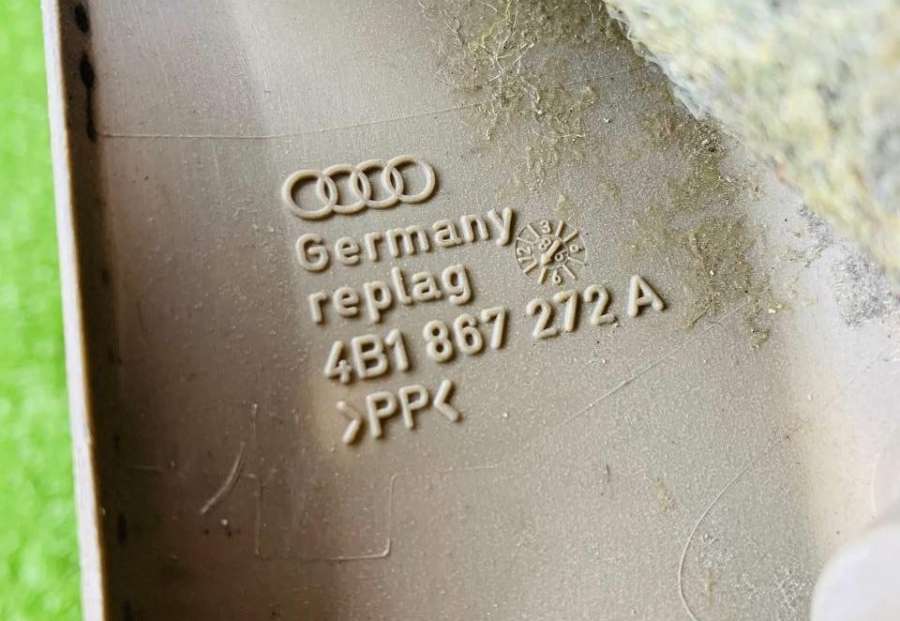 Germany
replag
4B1 867 272 A
>PP<